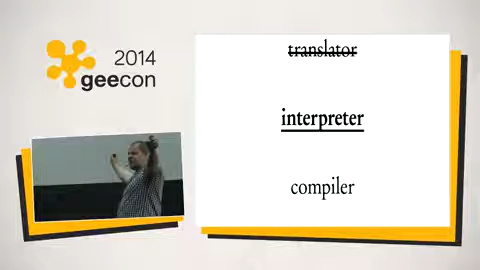 2014
geecon
translator
interpreter
compiler